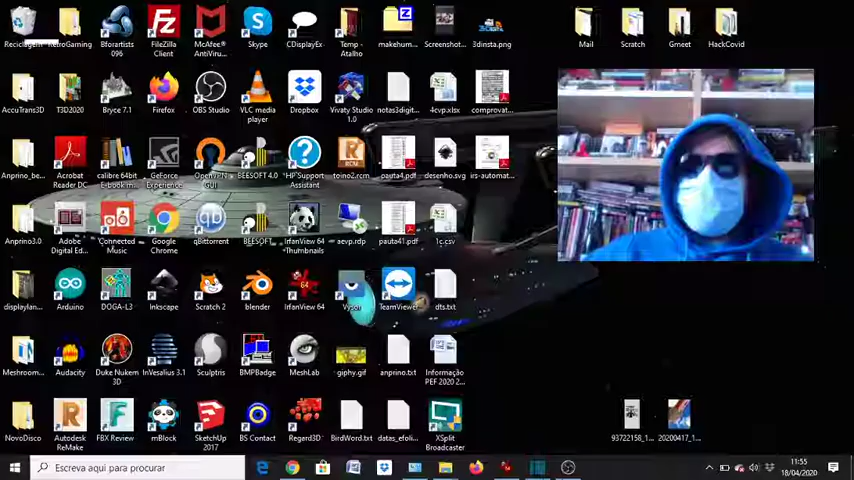 Reciclagem
RetroGaming
Bforartists
096
FileZilla
Client
McAfee®
AntiViru...
Skype
CDisplayEx
Temp -
Atalho
makehum...
Screenshot...
3dinsta.png
Mail
Scratch
Gmeet
HackCovid
AccuTrans3D
T3D2020
Bryce 7.1
Firefox
OBS Studio
VLC media
player
Dropbox
Vivaty Studio
1.0
notas3digit...
4cvp.xlsx
comprovat...
Anprino_be...
Acrobat
Reader DC
calibre 64bit
E-book m...
GeForce
Experience
OpenVPN
GUI
BEESOFT 4.0
HP Support
Assistant
toino2.rcm
pauta4.pdf
desenho.svg
irs-automat...
Anprino3.0
Adobe
Digital Ed...
Connected
Music
Google
Chrome
qBittorrent
BEESOFT
IrfanView 64
Thumbnails
aevp.rdp
pauta41.pdf
1c.csv
displaylan...
Arduino
DOGA-L3
Inkscape
Scratch 2
blender
IrfanView 64
Vysor
TeamViewer
dts.txt
Meshroom...
Audacity
Duke Nukem
3D
InVesalius 3.1
Sculptris
BMPBadge
MeshLab
giphy.gif
anprino.txt
Informação
PEF 2020 2...
NovoDisco
Autodesk
ReMake
FBX Review
mBlock
SketchUp
2017
BS Contact
Regard3D
BirdWord.txt
datas_efoli...
XSplit
Broadcaster
93722158_1...
20200417_1...
Escreve aqui para procurar
11:55
18/04/2020